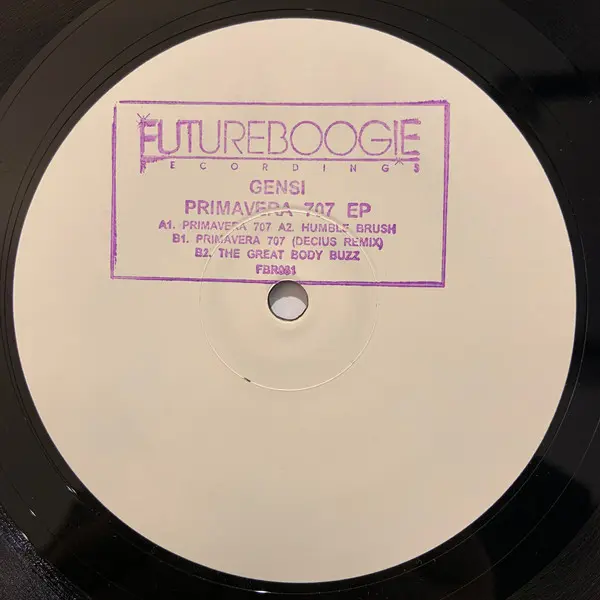 FUTUREBOOGIE
RECORDINGS
GENSI
PRIMAVERA 707 EP
A1. PRIMAVERA 707 A2. HUMBLE BRUSH
B1. PRIMAVERA 707 (DECIUS REMIX)
B2. THE GREAT BODY BUZZ
FBR081